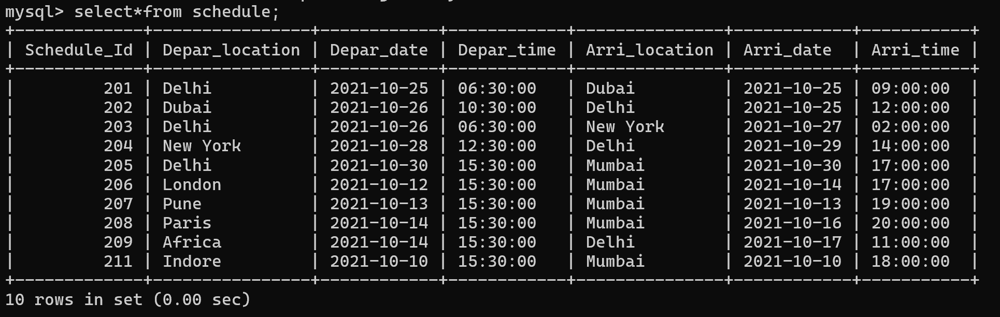 mysql> select*from schedule;
+-------------+----------------+------------+------------+---------------+------------+-----------+
| Schedule_Id | Depar_location | Depar_date | Depar_time | Arri_location | Arri_date  | Arri_time |
+-------------+----------------+------------+------------+---------------+------------+-----------+
|         201 | Delhi          | 2021-10-25 | 06:30:00   | Dubai         | 2021-10-25 | 09:00:00  |
|         202 | Dubai          | 2021-10-26 | 10:30:00   | Delhi         | 2021-10-25 | 12:00:00  |
|         203 | Delhi          | 2021-10-26 | 06:30:00   | New York      | 2021-10-27 | 02:00:00  |
|         204 | New York       | 2021-10-28 | 12:30:00   | Delhi         | 2021-10-29 | 14:00:00  |
|         205 | Delhi          | 2021-10-30 | 15:30:00   | Mumbai        | 2021-10-30 | 17:00:00  |
|         206 | London         | 2021-10-12 | 15:30:00   | Mumbai        | 2021-10-14 | 17:00:00  |
|         207 | Pune           | 2021-10-13 | 15:30:00   | Mumbai        | 2021-10-13 | 19:00:00  |
|         208 | Paris          | 2021-10-14 | 15:30:00   | Mumbai        | 2021-10-16 | 20:00:00  |
|         209 | Africa         | 2021-10-14 | 15:30:00   | Delhi         | 2021-10-17 | 11:00:00  |
|         211 | Indore         | 2021-10-10 | 15:30:00   | Mumbai        | 2021-10-10 | 18:00:00  |
+-------------+----------------+------------+------------+---------------+------------+-----------+
10 rows in set (0.00 sec)